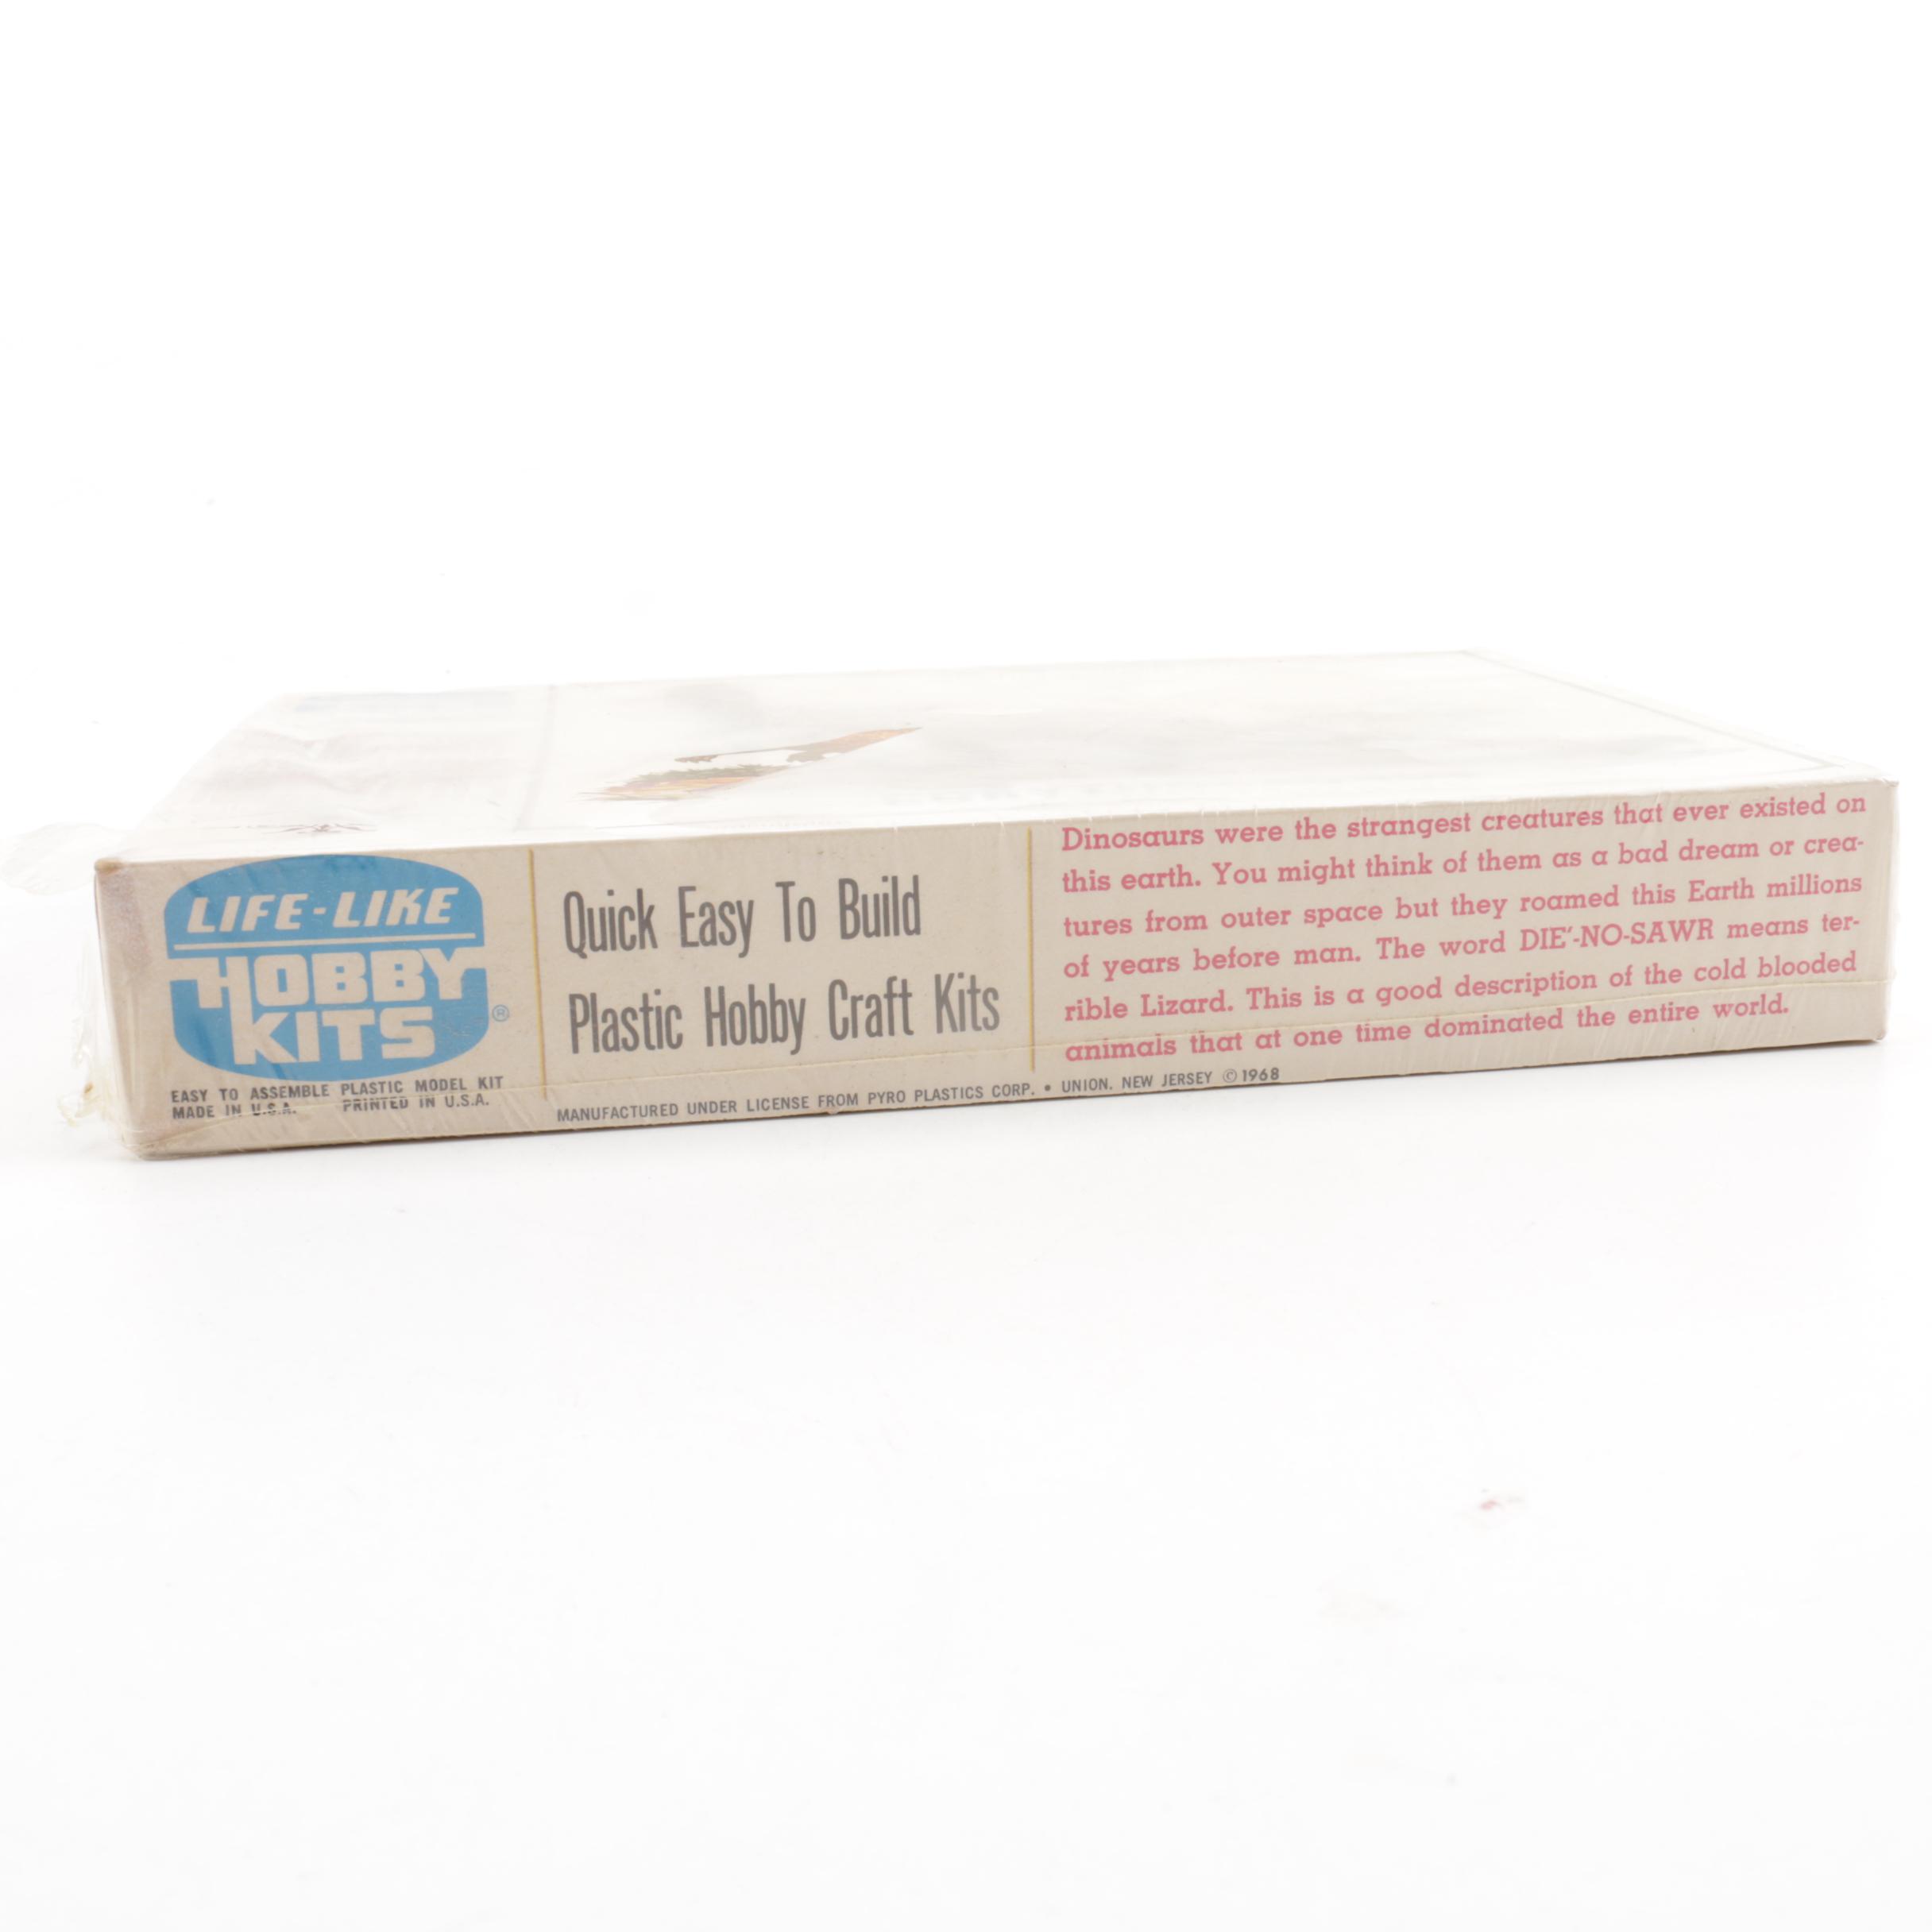 LIFE-LIKE
HOBBY
KITS®
EASY TO ASSEMBLE PLASTIC MODEL KIT
MADE IN U.S.A. PRINTED IN U.S.A.
Quick Easy To Build
Plastic Hobby Craft Kits
MANUFACTURED UNDER LICENSE FROM PYRO PLASTICS CORP. • UNION, NEW JERSEY © 1968
Dinosaurs were the strangest creatures that ever existed on
this earth. You might think of them as a bad dream or crea-
tures from outer space but they roamed this Earth millions
of years before man. The word DIE'-NO-SAWR means ter-
rible Lizard. This is a good description of the cold blooded
animals that at one time dominated the entire world.